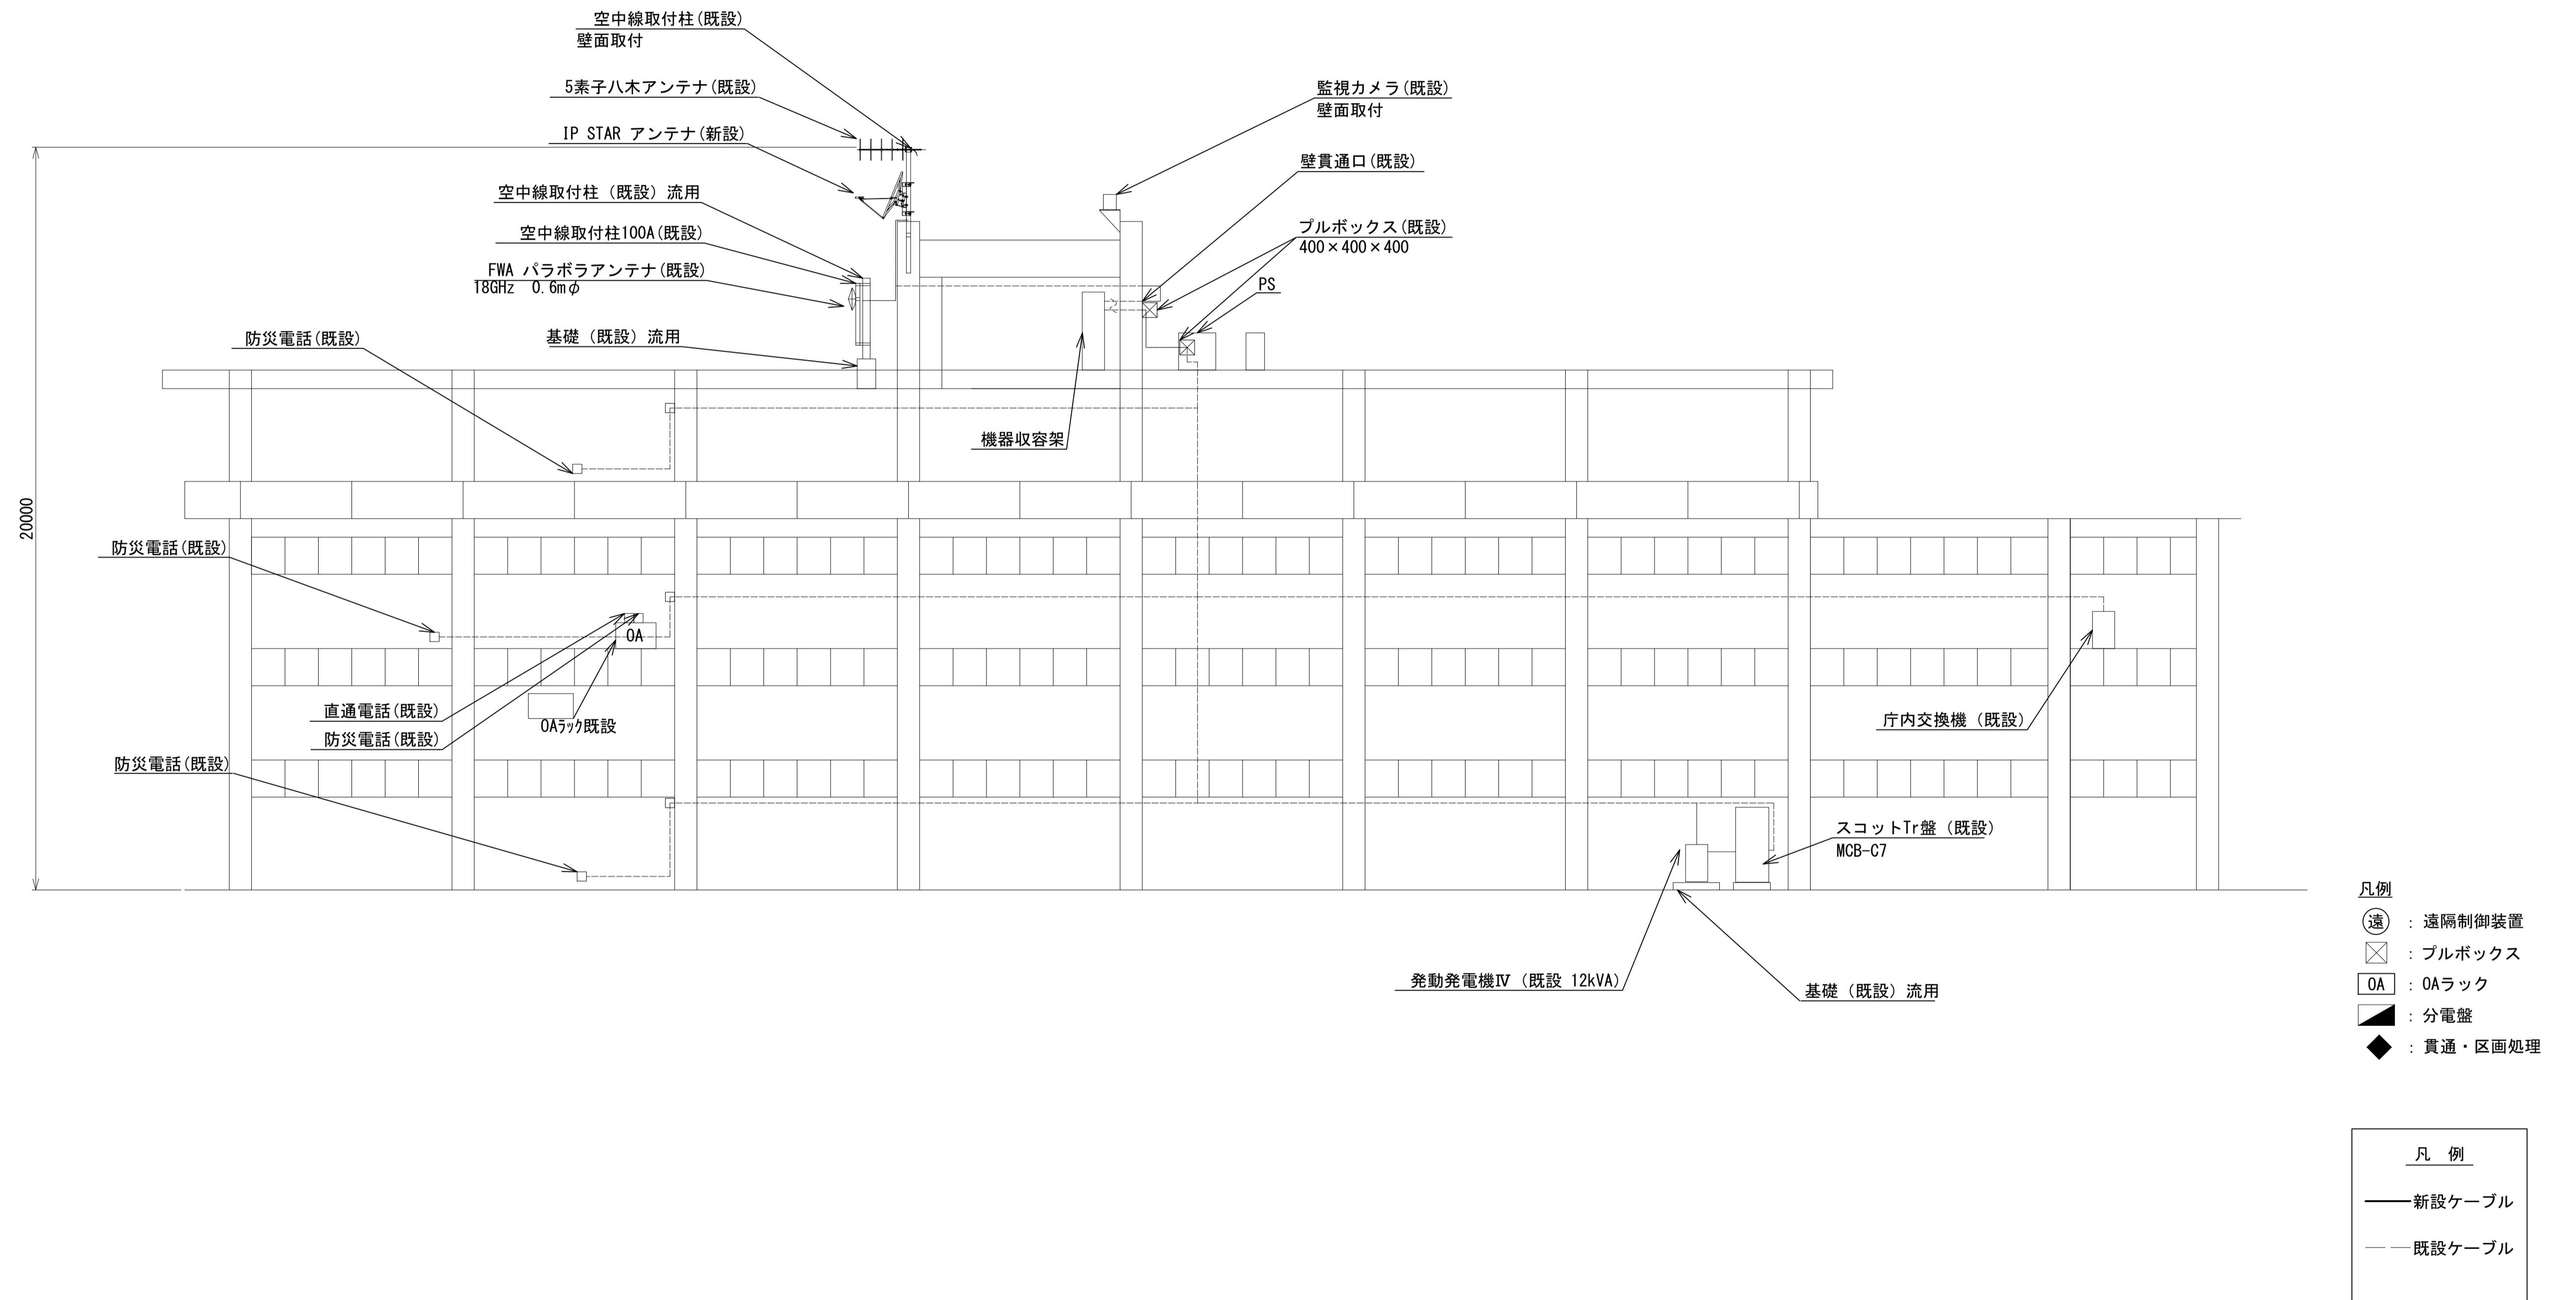 空中線取付柱(既設)
壁面取付
5素子八木アンテナ(既設)
IP STAR アンテナ(新設)
空中線取付柱（既設）流用
空中線取付柱100A(既設)
FWA パラボラアンテナ(既設)
18GHz 0.6mφ
基礎（既設）流用
防災電話(既設)
監視カメラ(既設)
壁面取付
壁貫通口(既設)
プルボックス(既設)
400×400×400
PS
機器収容架
20000
防災電話(既設)
OA
直通電話(既設)
防災電話(既設)
OAﾗｯｸ既設
防災電話(既設)
庁内交換機（既設）
スコットTr盤（既設）
MCB-C7
発動発電機Ⅳ（既設 12kVA）
基礎（既設）流用
凡例
遠 : 遠隔制御装置
: プルボックス
OA : OAラック
: 分電盤
: 貫通・区画処理
凡 例
新設ケーブル
既設ケーブル